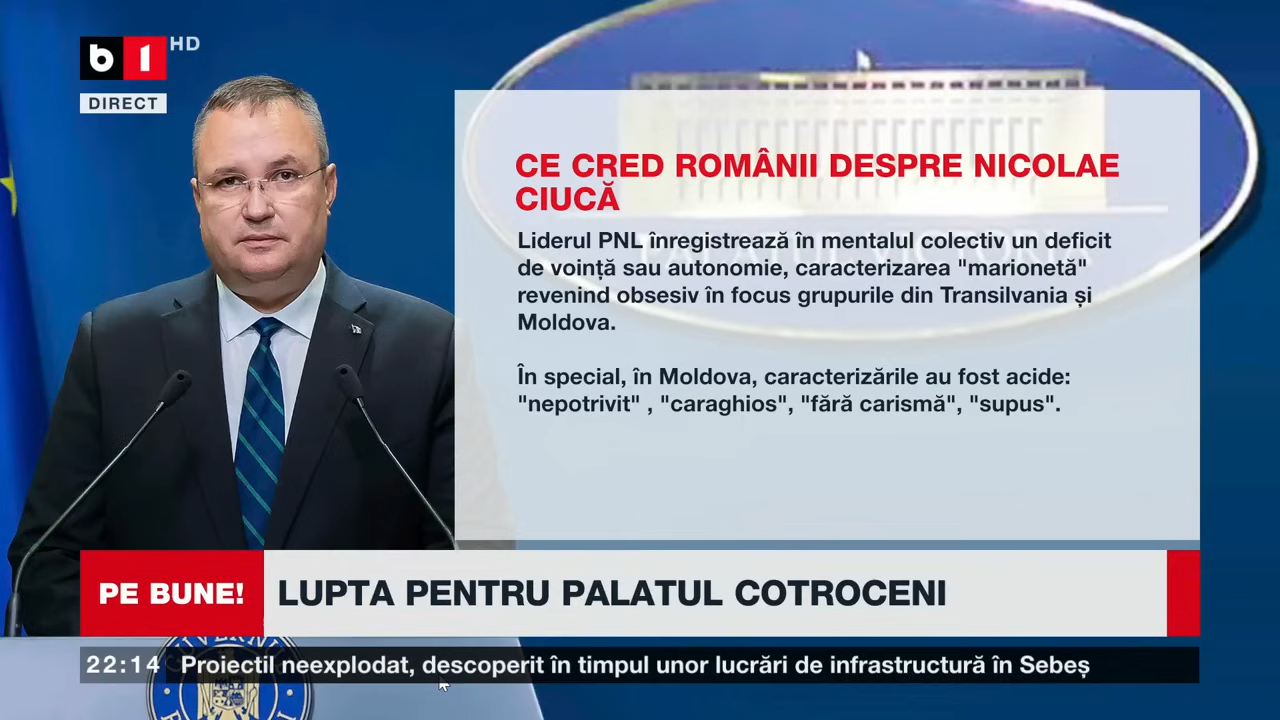 b1 HD
DIRECT
CE CRED ROMÂNII DESPRE NICOLAE
CIUCĂ
Liderul PNL înregistrează în mentalul colectiv un deficit
de voință sau autonomie, caracterizarea "marionetă"
revenind obsesiv în focus grupurile din Transilvania și
Moldova.
În special, în Moldova, caracterizările au fost acide:
"nepotrivit" , "caraghios", "fără carismă", "supus".
PE BUNE!
LUPTA PENTRU PALATUL COTROCENI
22:14 Proiectil neexplodat, descoperit în timpul unor lucrări de infrastructură în Sebeș